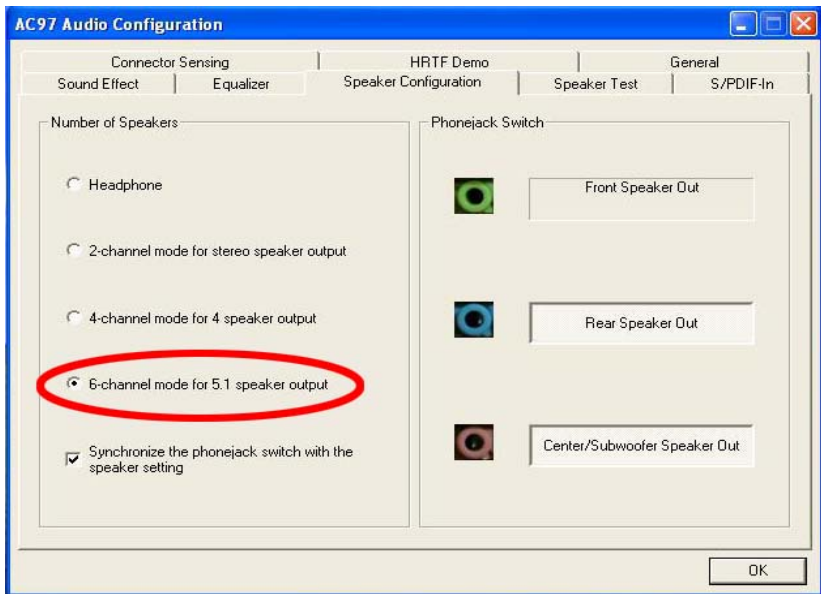 AC97 Audio Configuration
Connector Sensing
HRTF Demo
General
Sound Effect
Equalizer
Speaker Configuration
Speaker Test
S/PDIF-In
Number of Speakers
Headphone
2-channel mode for stereo speaker output
4-channel mode for 4 speaker output
6-channel mode for 5.1 speaker output
Synchronize the phonejack switch with the
speaker setting
Phonejack Switch
Front Speaker Out
Rear Speaker Out
Center/Subwoofer Speaker Out
OK